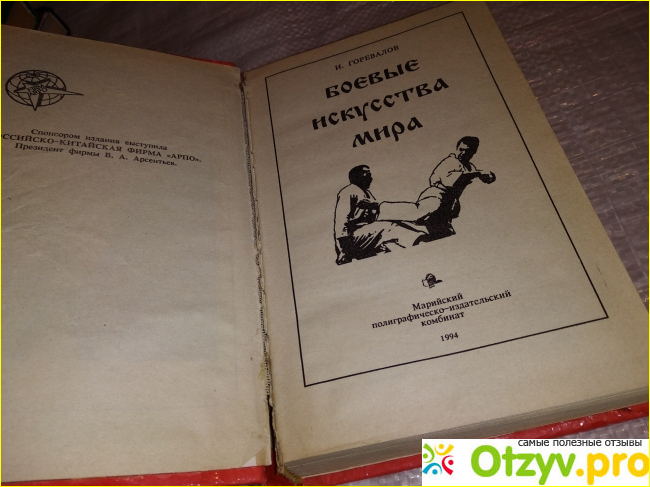 Спонсором издания выступила
РОССИЙСКО-КИТАЙСКАЯ ФИРМА «АРПО».
Президент фирмы В. А. Арсентьев.
И. ГОРЕВАЛОВ
БОЕВЫЕ
ИСКУССТВА
МИРА
Марийский
полиграфическо-издательский
комбинат
1994
самые полезные отзывы
Otzyv.pro